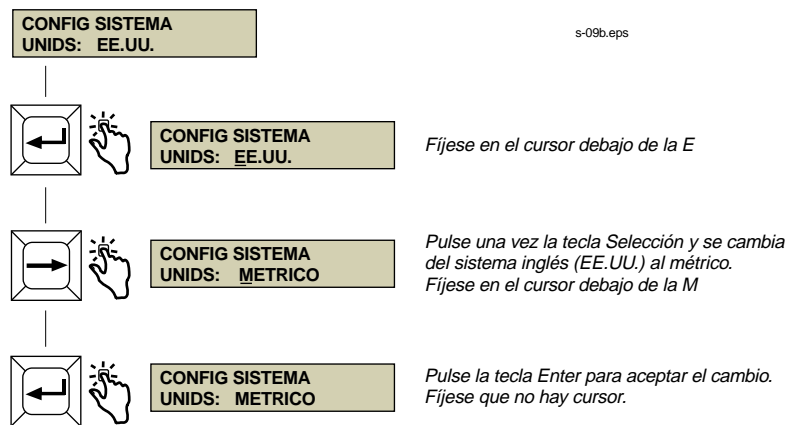 CONFIG SISTEMA
UNIDS: EE.UU.
s-09b.eps
CONFIG SISTEMA
UNIDS: EE.UU.
Fíjese en el cursor debajo de la E
CONFIG SISTEMA
UNIDS: METRICO
Pulse una vez la tecla Selección y se cambia
del sistema inglés (EE.UU.) al métrico.
Fíjese en el cursor debajo de la M
CONFIG SISTEMA
UNIDS: METRICO
Pulse la tecla Enter para aceptar el cambio.
Fíjese que no hay cursor.